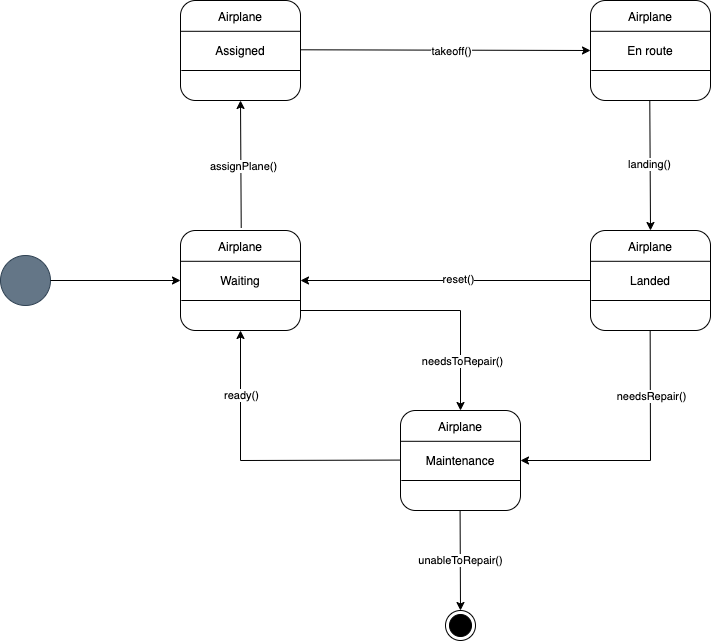 Airplane
Assigned
takeoff()
Airplane
En route
assignPlane()
landing()
Airplane
Waiting
reset()
Airplane
Landed
needsToRepair()
ready()
needsRepair()
Airplane
Maintenance
unableToRepair()